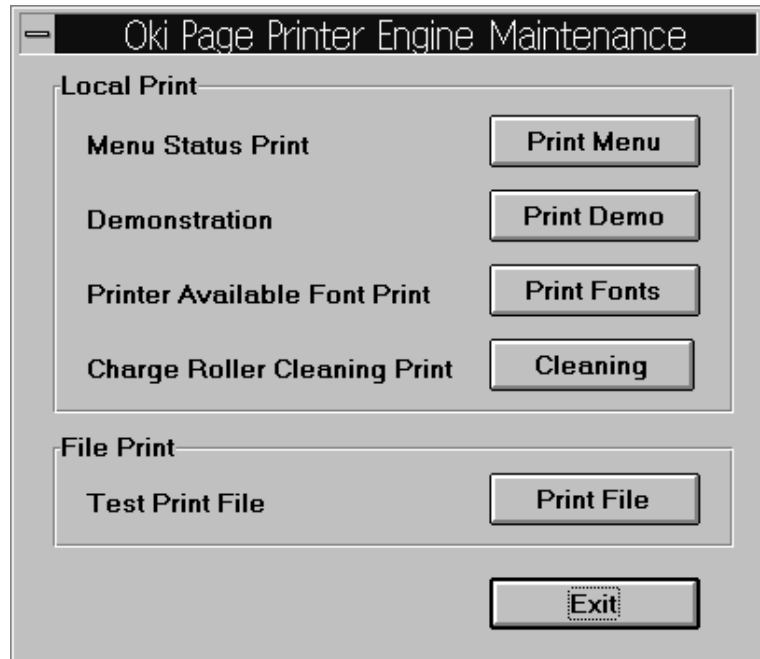 Oki Page Printer Engine Maintenance
Local Print
Menu Status Print Print Menu
Demonstration Print Demo
Printer Available Font Print Print Fonts
Charge Roller Cleaning Print Cleaning
File Print
Test Print File Print File
Exit